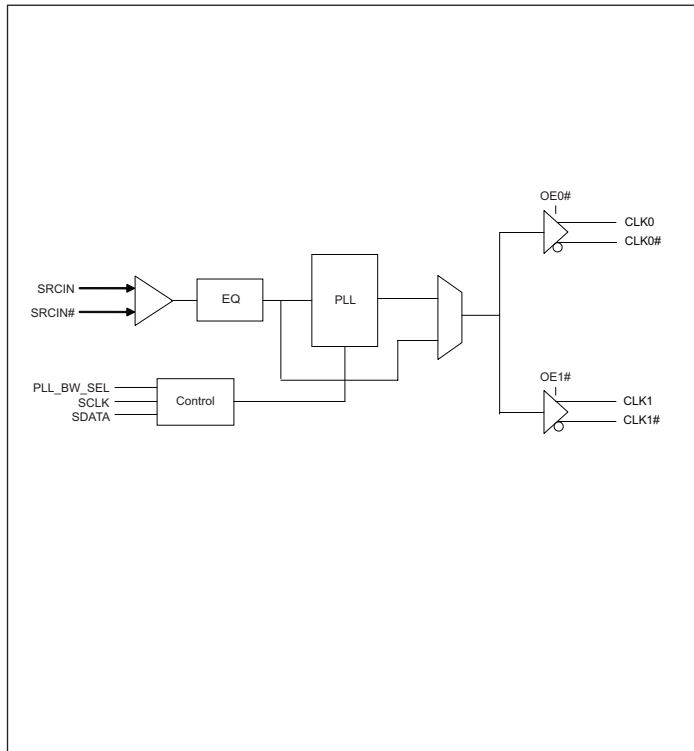 OE0#
CLK0
CLK0#
SRCIN
SRCIN#
EQ
PLL
PLL_BW_SEL
SCLK
SDATA
Control
OE1#
CLK1
CLK1#